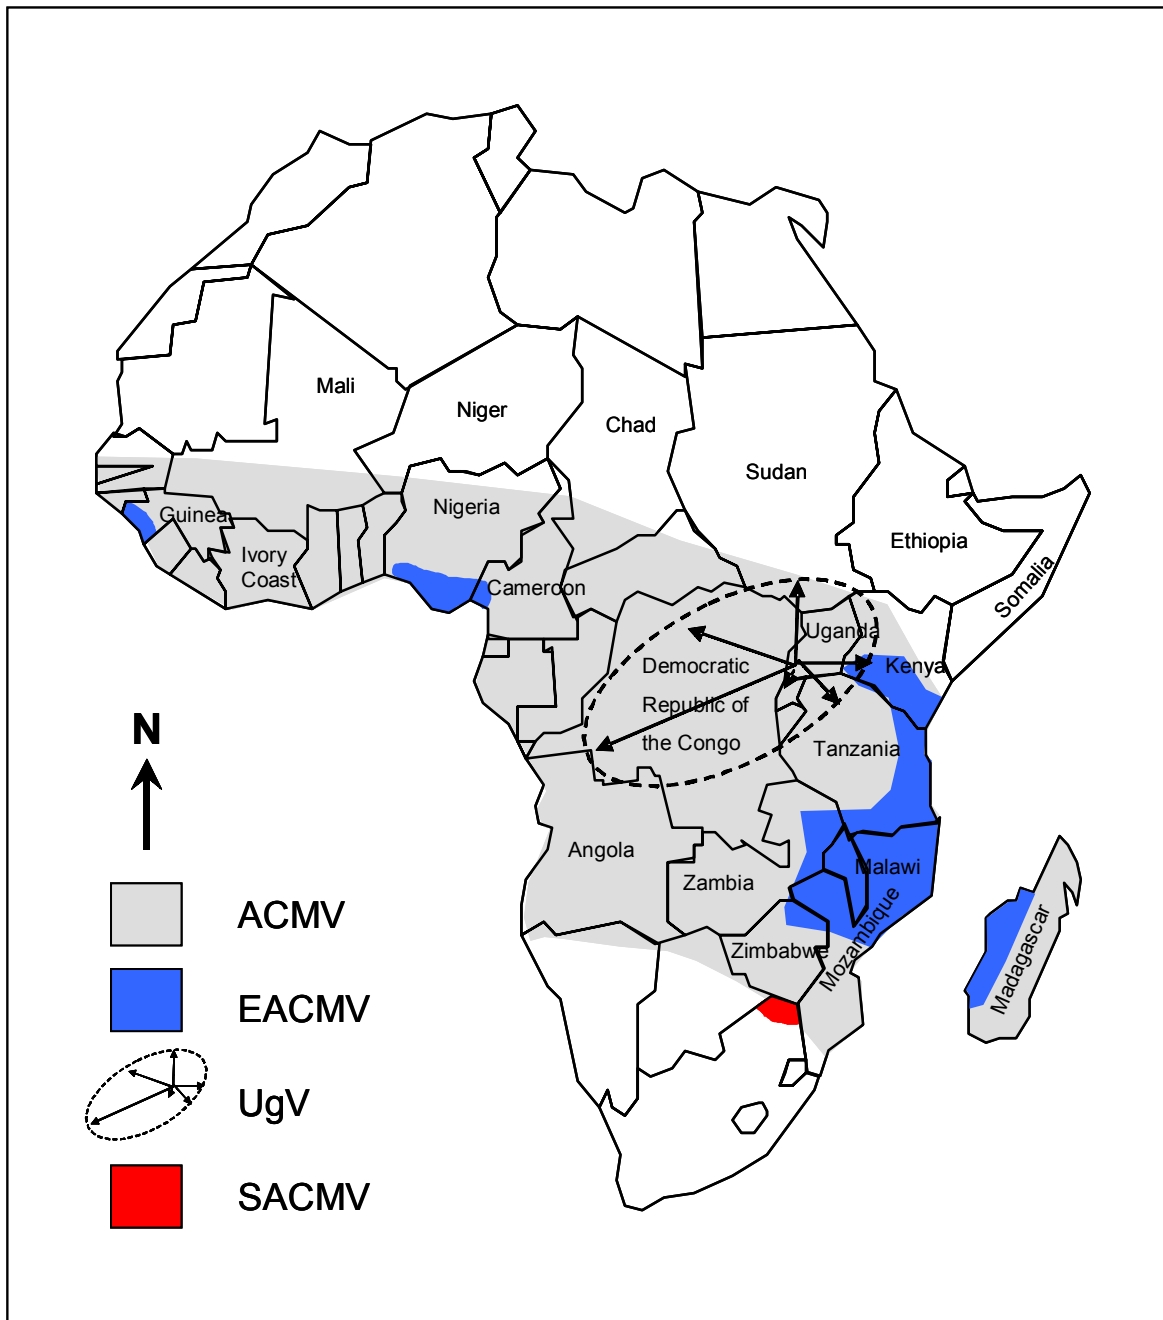 Mali
Niger
Chad
Sudan
Nigeria
Guinea
Ethiopia
Ivory
Coast
Somalia
Cameroon
Uganda
Democratic
Kenya
Republic of
the Congo
Tanzania
N
Angola
Malawi
Zambia
Zimbabwe
Mozambique
Madagascar
ACMV
EACMV
UgV
SACMV